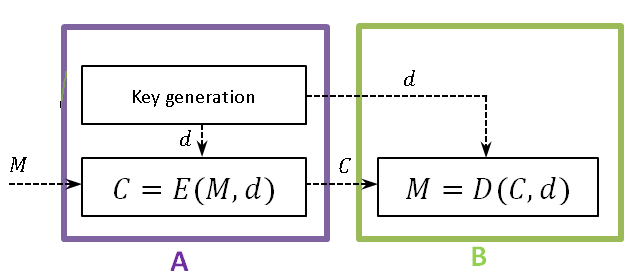 Key generation
d
d
M
C = E(M, d)
C
M = D(C, d)
A
B